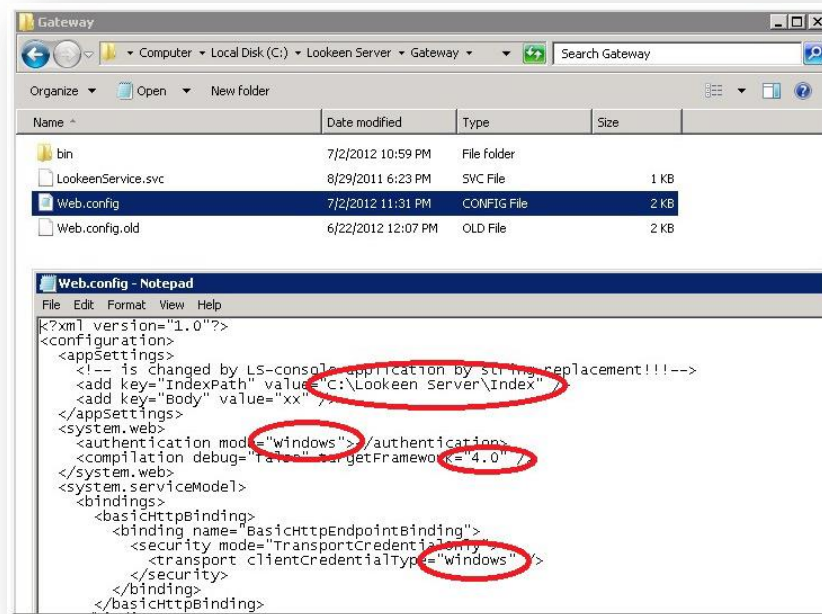 Gateway
Computer Local Disk (C:) Lookeen Server Gateway Search Gateway
Organize Open New folder
Name Date modified Type Size
bin 7/2/2012 10:59 PM File folder
LookeenService.svc 8/29/2011 6:23 PM SVC File 1 KB
Web.config 7/2/2012 11:31 PM CONFIG File 2 KB
Web.config.old 6/22/2012 12:07 PM OLD File 2 KB
Web.config - Notepad
File Edit Format View Help
<?xml version="1.0"?>
<configuration>
<appSettings>
<!-- is changed by LS-console application by string replacement!!!-->
<add key="IndexPath" value="C:\Lookeen Server\Index" />
<add key="Body" value="xx" />
</appSettings>
<system.web>
<authentication mode="Windows"></authentication>
<compilation debug="false" targetFramework="4.0" />
</system.web>
<system.serviceModel>
<bindings>
<basicHttpBinding>
<binding name="BasicHttpEndpointBinding">
<security mode="TransportCredentialOnly">
<transport clientCredentialType="Windows" />
</security>
</binding>
</basicHttpBinding>